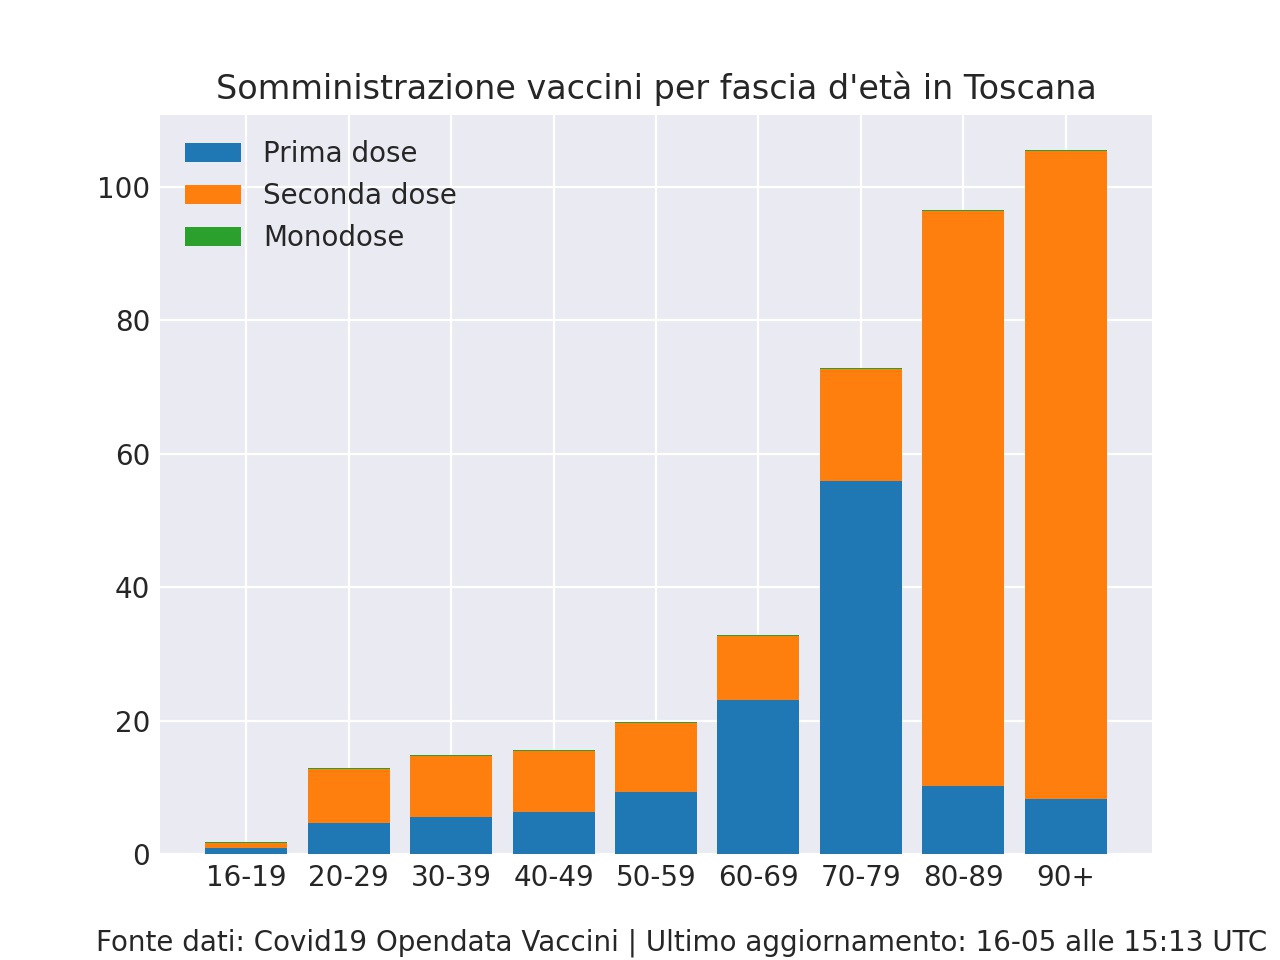 Somministrazione vaccini per fascia d'età in Toscana
Prima dose
Seconda dose
Monodose
100
80
60
40
20
0
16-19 20-29 30-39 40-49 50-59 60-69 70-79 80-89 90+
Fonte dati: Covid19 Opendata Vaccini | Ultimo aggiornamento: 16-05 alle 15:13 UTC